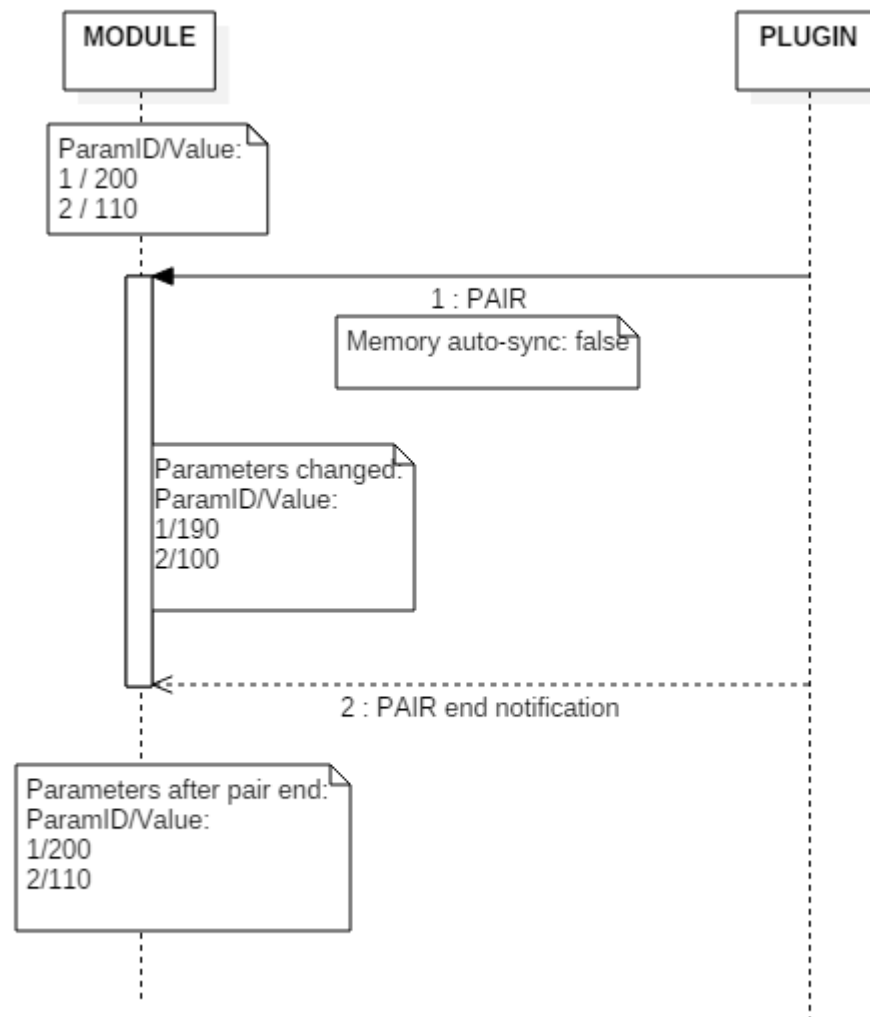 MODULE
PLUGIN
ParamID/Value:
1 / 200
2 / 110
1 : PAIR
Memory auto-sync: false
Parameters changed:
ParamID/Value:
1/190
2/100
2 : PAIR end notification
Parameters after pair end:
ParamID/Value:
1/200
2/110